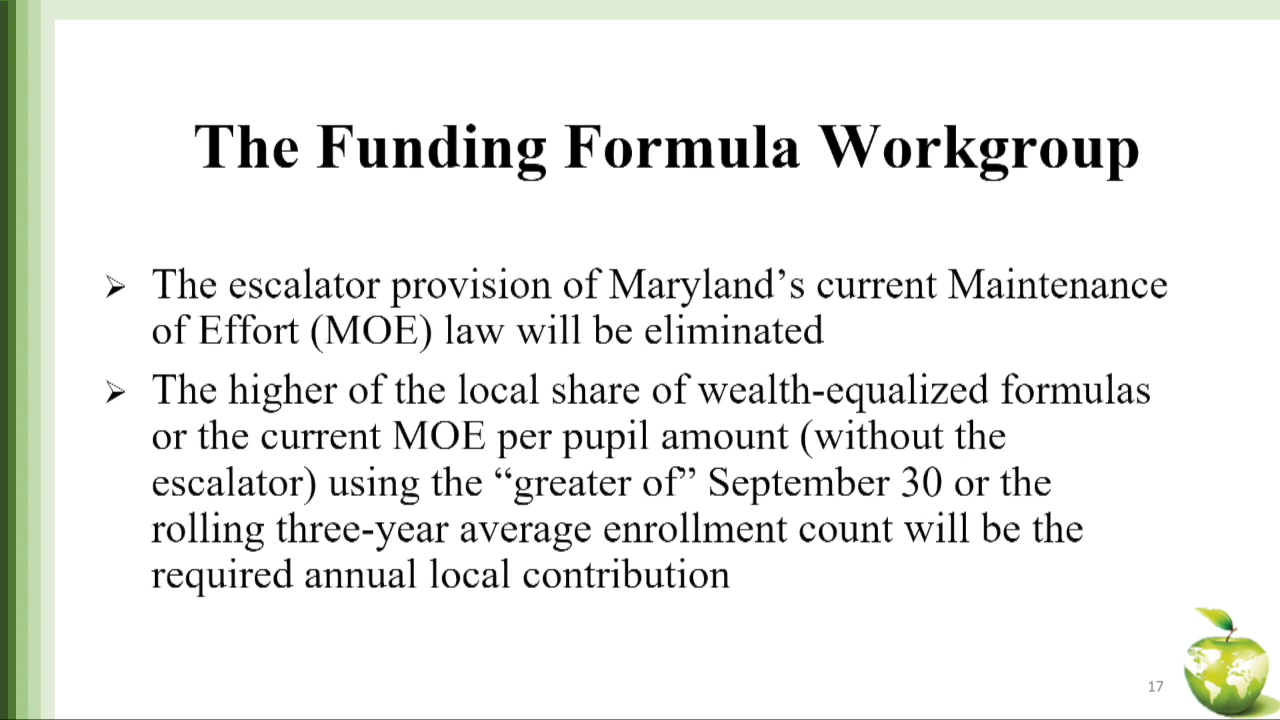 The Funding Formula Workgroup
➢ The escalator provision of Maryland’s current Maintenance
of Effort (MOE) law will be eliminated
➢ The higher of the local share of wealth-equalized formulas
or the current MOE per pupil amount (without the
escalator) using the “greater of” September 30 or the
rolling three-year average enrollment count will be the
required annual local contribution
17